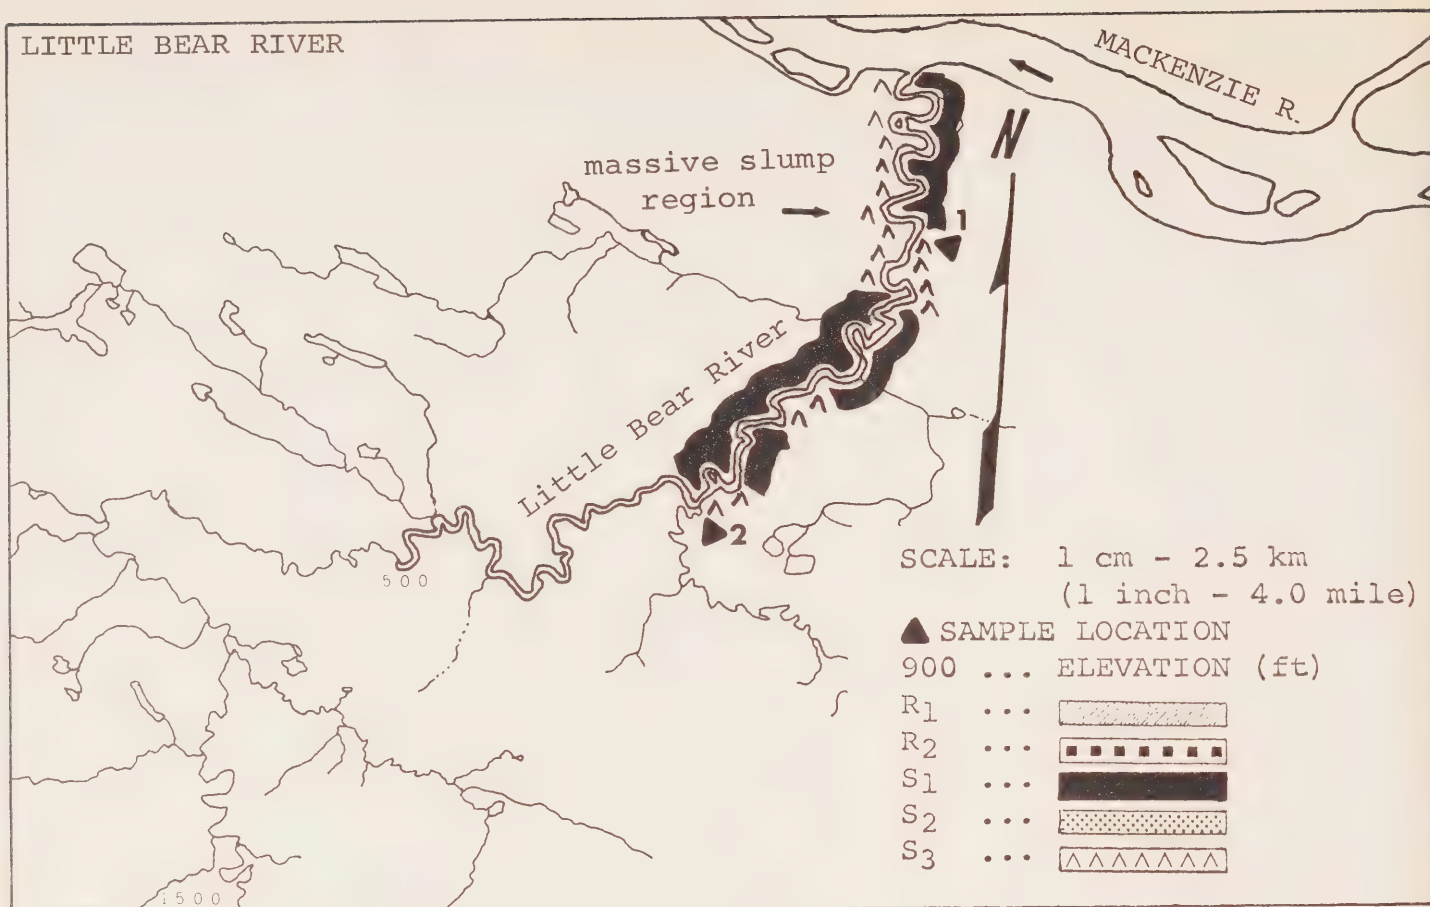 LITTLE BEAR RIVER
MACKENZIE R.
N
massive slump
region
1
Little Bear River
2
500
SCALE: 1 cm - 2.5 km
(1 inch - 4.0 mile)
SAMPLE LOCATION
900 ... ELEVATION (ft)
R1 ...
R2 ...
S1 ...
S2 ...
S3 ...
1500